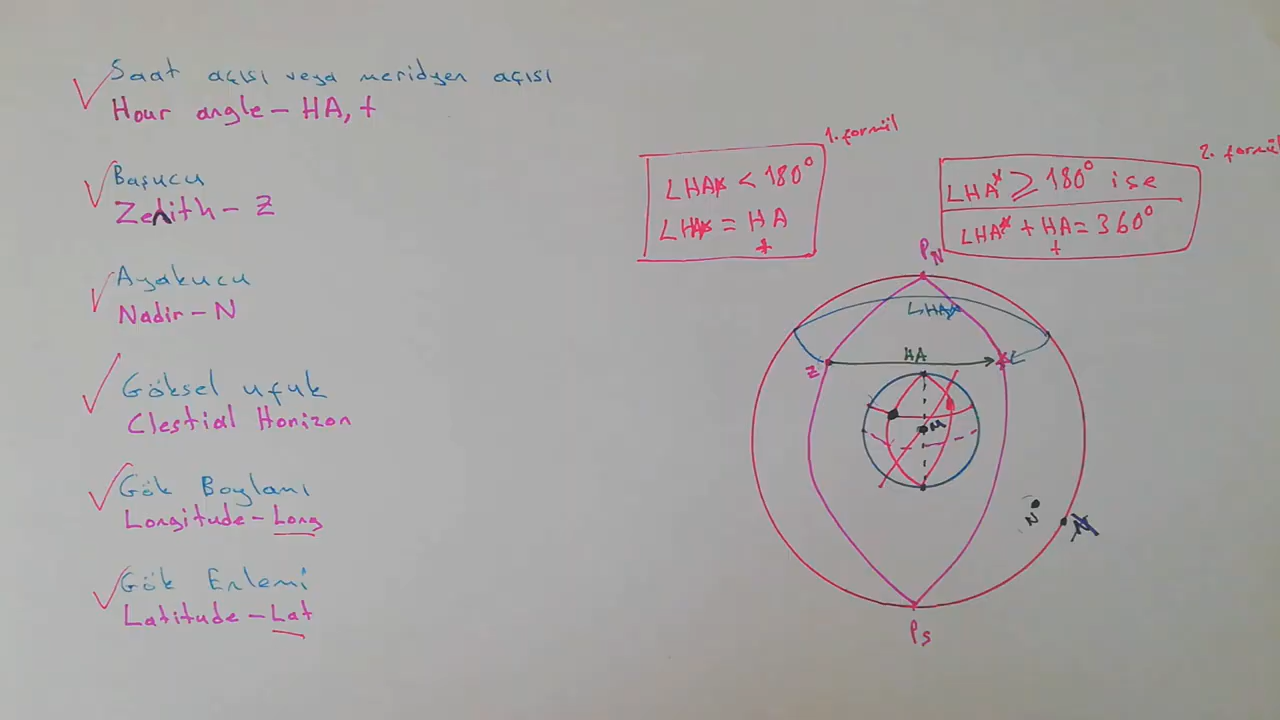 Saat açısı veya meridyen açısı
Hour angle - HA, t
Başucu
Zenith - Z
Ayakucu
Nadir - N
Göksel ufuk
Clestial Horizon
Gök Boylamı
Longitude - Long
Gök Enlemi
Latitude - Lat
1. formül
LHA* < 180°
LHA* = HA
t
2. formül
LHA* ≥ 180° ise
LHA* + HA = 360°
t
PN
LHA*
HA
Z
M
N
N
Ps